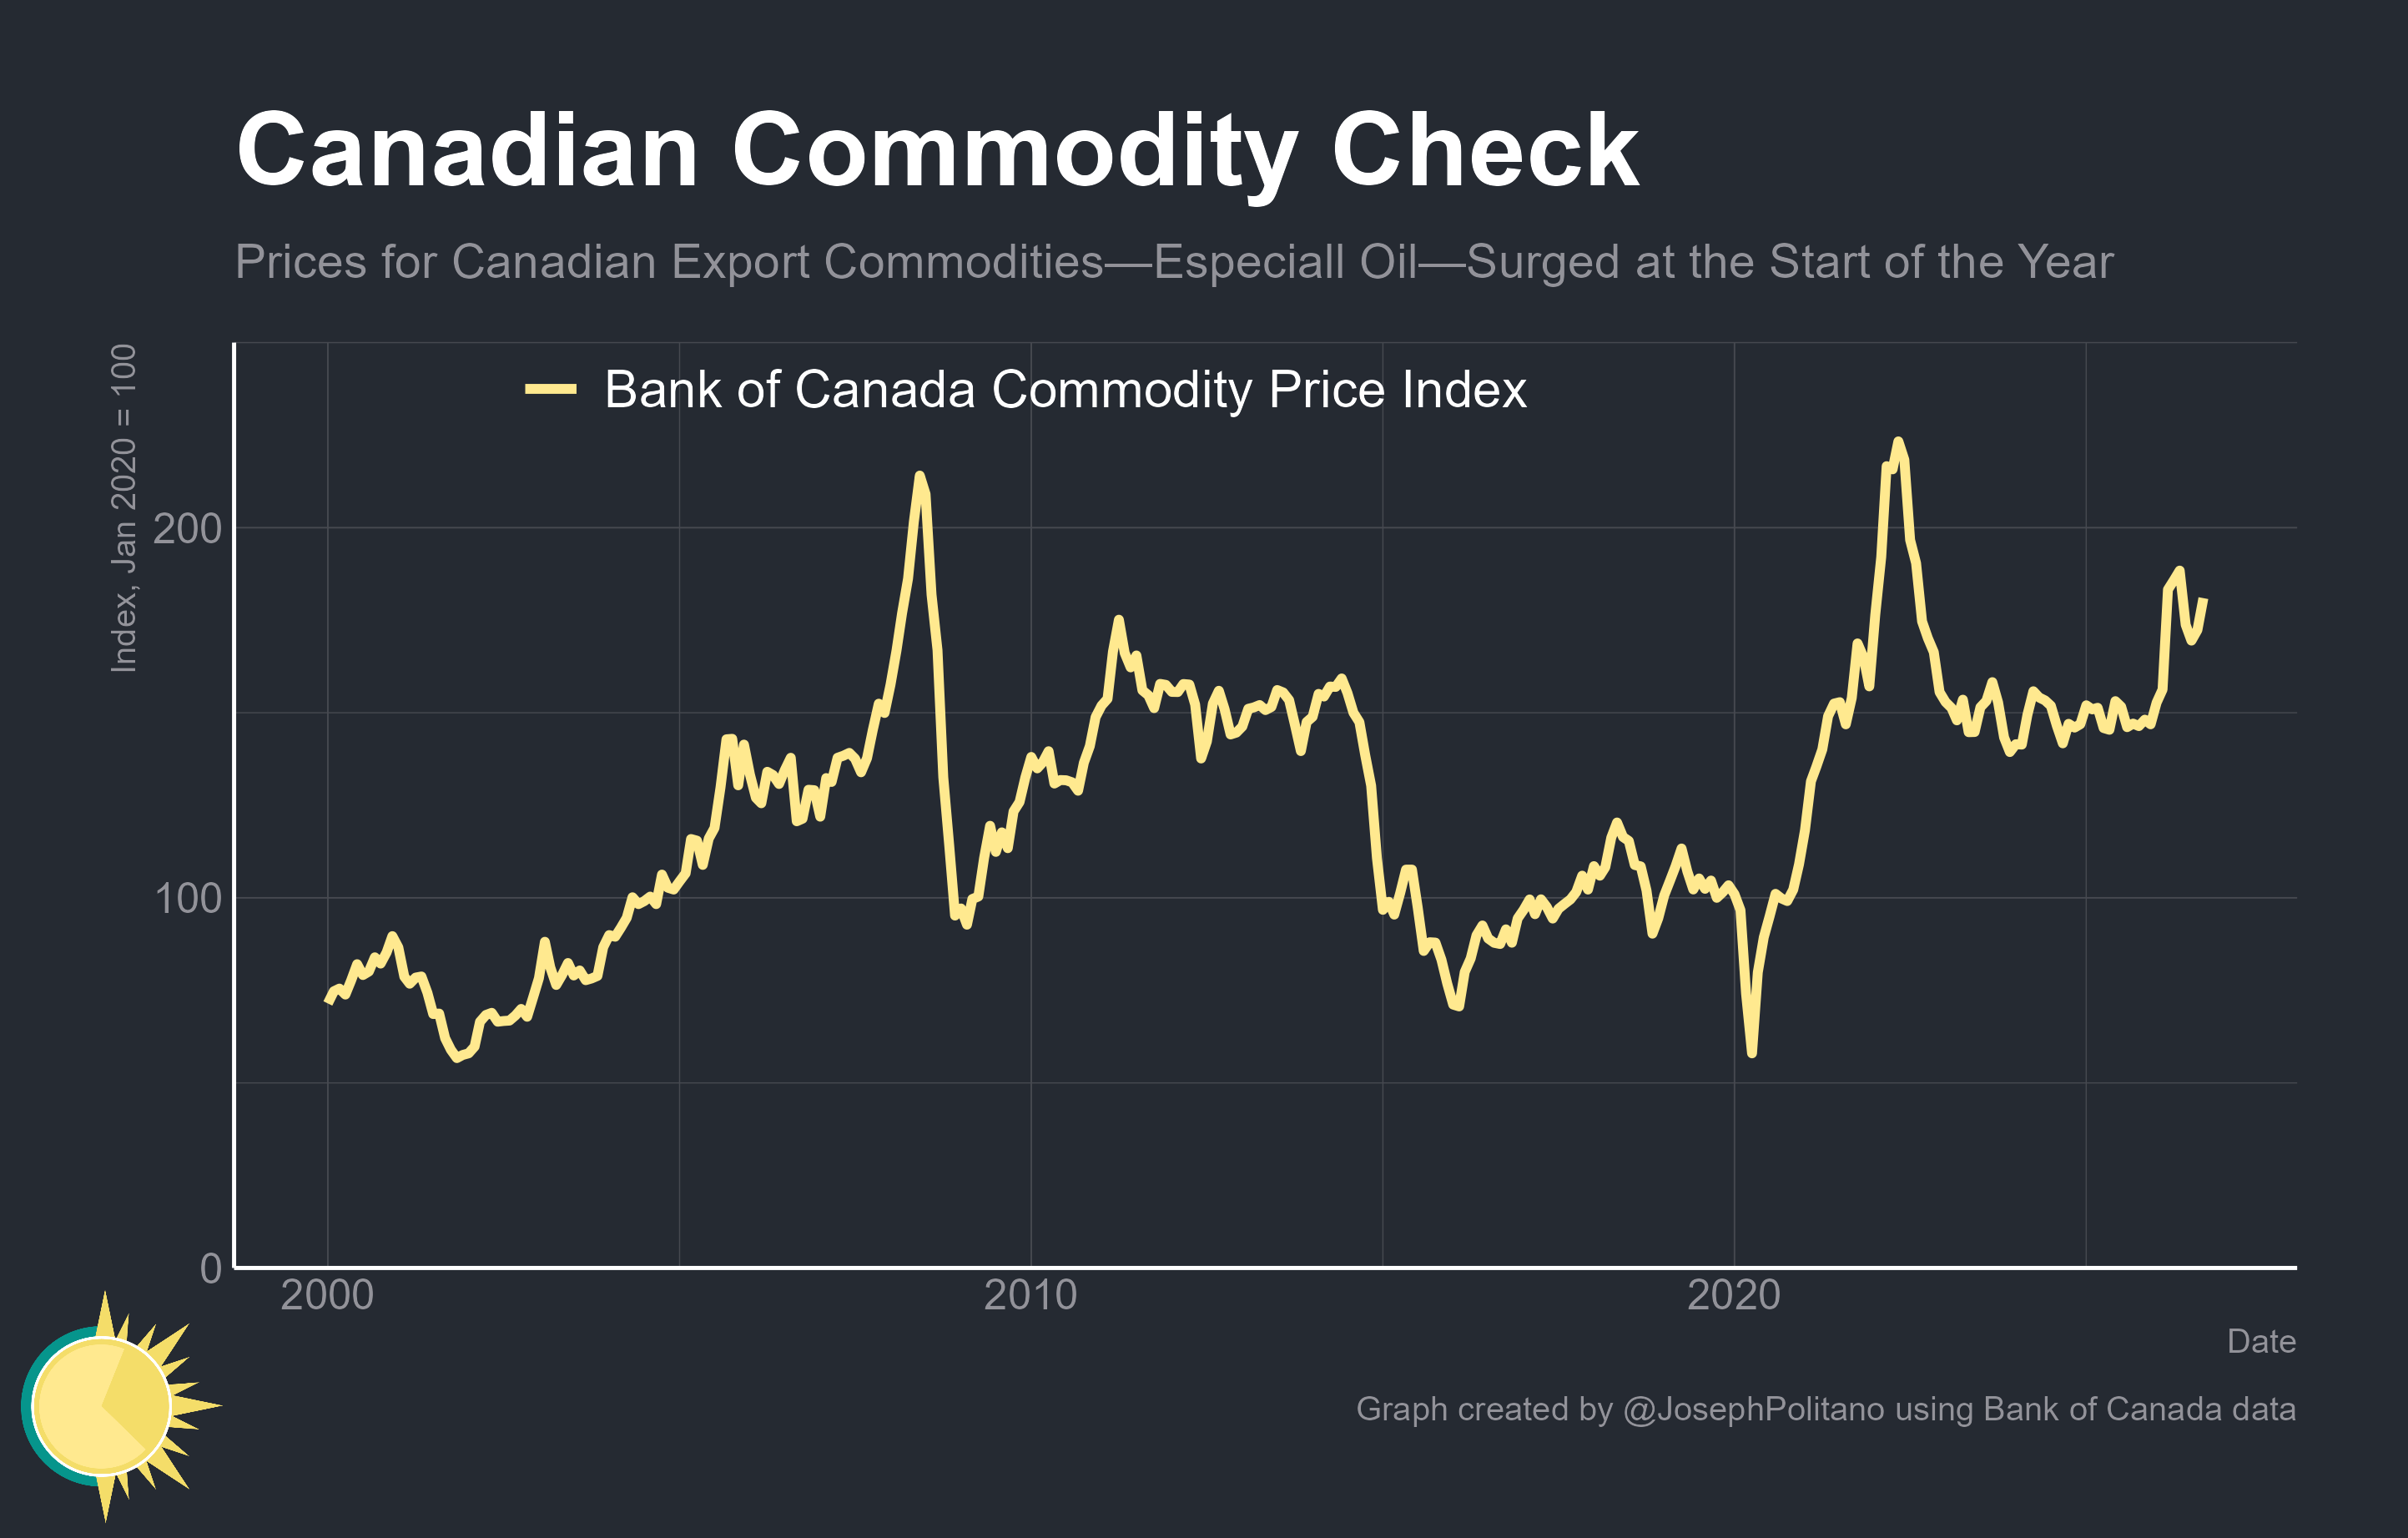 Canadian Commodity Check
Prices for Canadian Export Commodities—Especiall Oil—Surged at the Start of the Year
Index, Jan 2020 = 100
Bank of Canada Commodity Price Index
200
100
0
2000
2010
2020
Date
Graph created by @JosephPolitano using Bank of Canada data